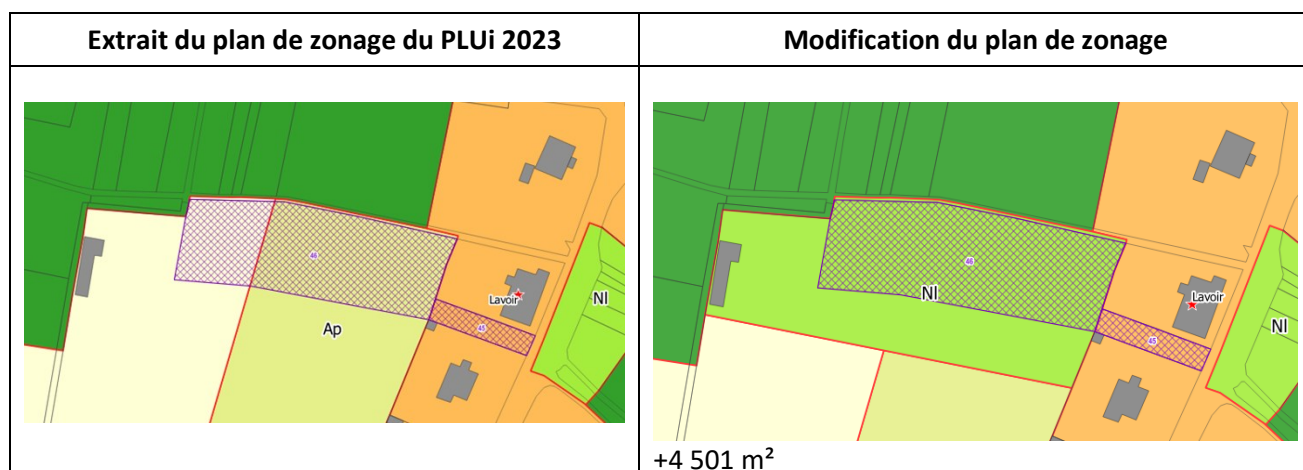 Extrait du plan de zonage du PLUi 2023
Modification du plan de zonage
46
Lavoir
Nl
Ap
45
46
Nl
Lavoir
Nl
45
+4 501 m²